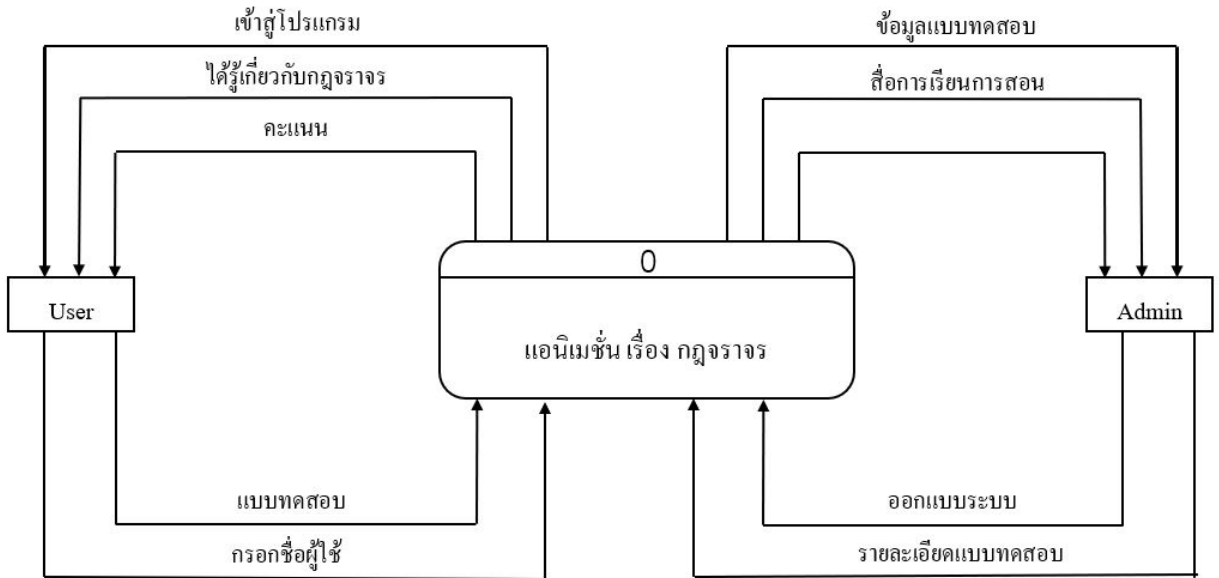 เข้าสู่โปรแกรม
ข้อมูลแบบทดสอบ
ได้รู้เกี่ยวกับกฎจราจร
สื่อการเรียนการสอน
คะแนน
0
User
Admin
แอนิเมชั่น เรื่อง กฎจราจร
แบบทดสอบ
ออกแบบระบบ
กรอกชื่อผู้ใช้
รายละเอียดแบบทดสอบ